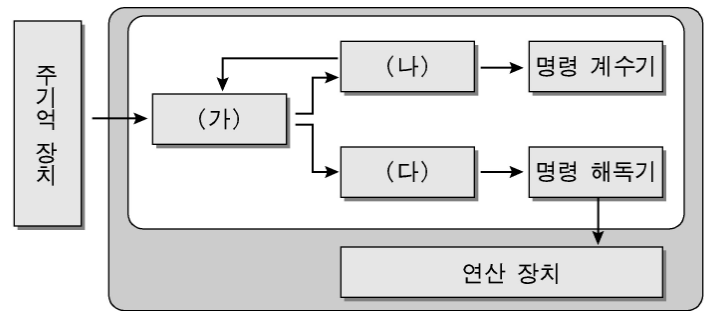 주기억 장치
(가)
(나)
명령 계수기
(다)
명령 해독기
연산 장치